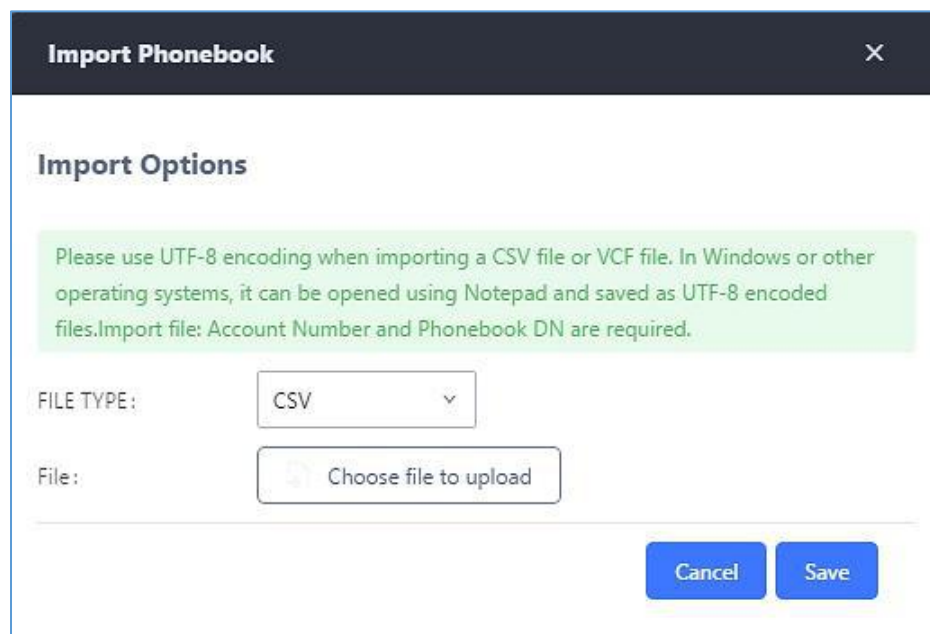 Import Phonebook
Import Options
Please use UTF-8 encoding when importing a CSV file or VCF file. In Windows or other
operating systems, it can be opened using Notepad and saved as UTF-8 encoded
files.Import file: Account Number and Phonebook DN are required.
FILE TYPE:
CSV
File:
Choose file to upload
Cancel
Save